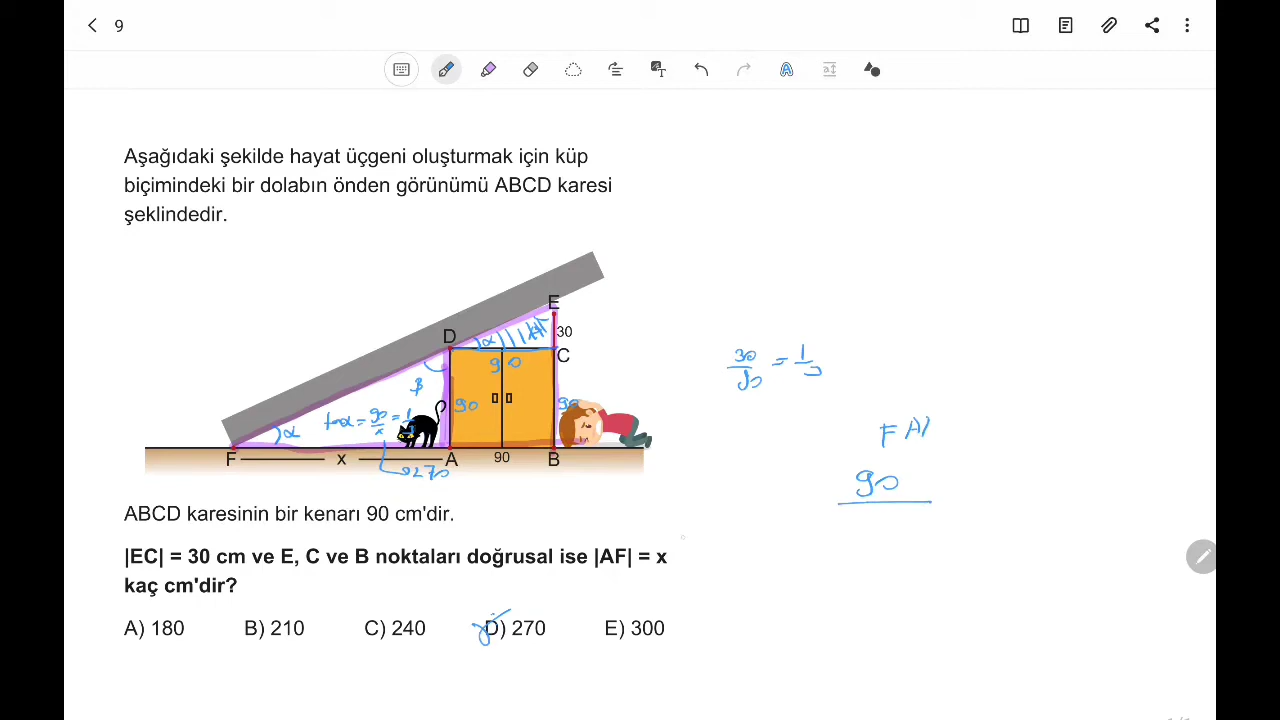 9
Aşağıdaki şekilde hayat üçgeni oluşturmak için küp
biçimindeki bir dolabın önden görünümü ABCD karesi
şeklindedir.
E
D
α
30
C
90
β
90
90
30/90 = 1/3
α
tanα = 90/x = 1/3
F
x
A
90
B
270
FA
90
ABCD karesinin bir kenarı 90 cm'dir.
|EC| = 30 cm ve E, C ve B noktaları doğrusal ise |AF| = x
kaç cm'dir?
A) 180 B) 210 C) 240 D) 270 E) 300